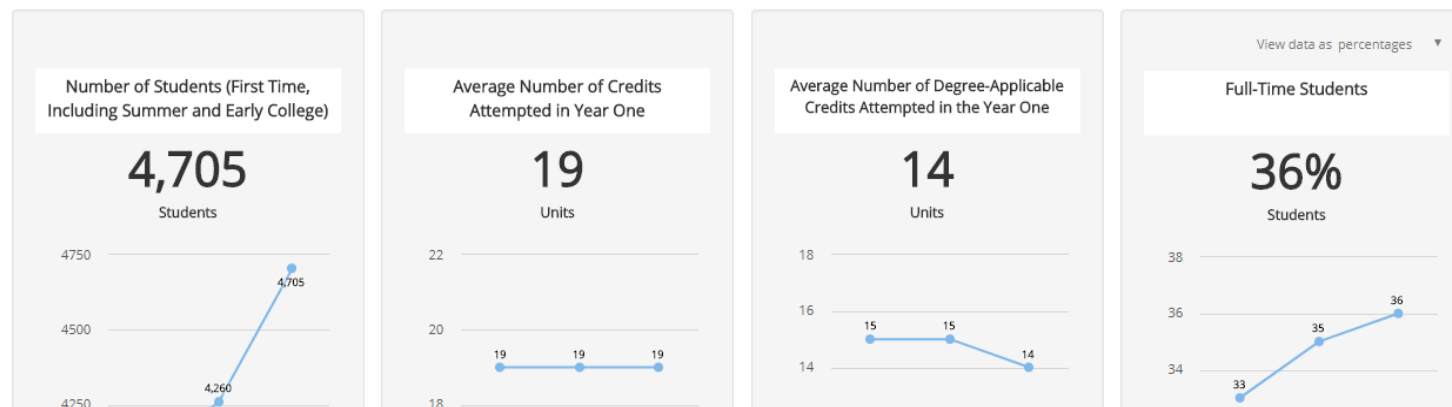 View data as percentages ▼
Number of Students (First Time,
Including Summer and Early College)
4,705
Students
4750
4500
4250
4,705
4,260
Average Number of Credits
Attempted in Year One
19
Units
22
20
18
19 19 19
Average Number of Degree-Applicable
Credits Attempted in the Year One
14
Units
18
16
14
15 15 14
Full-Time Students
36%
Students
38
36
34
33 35 36